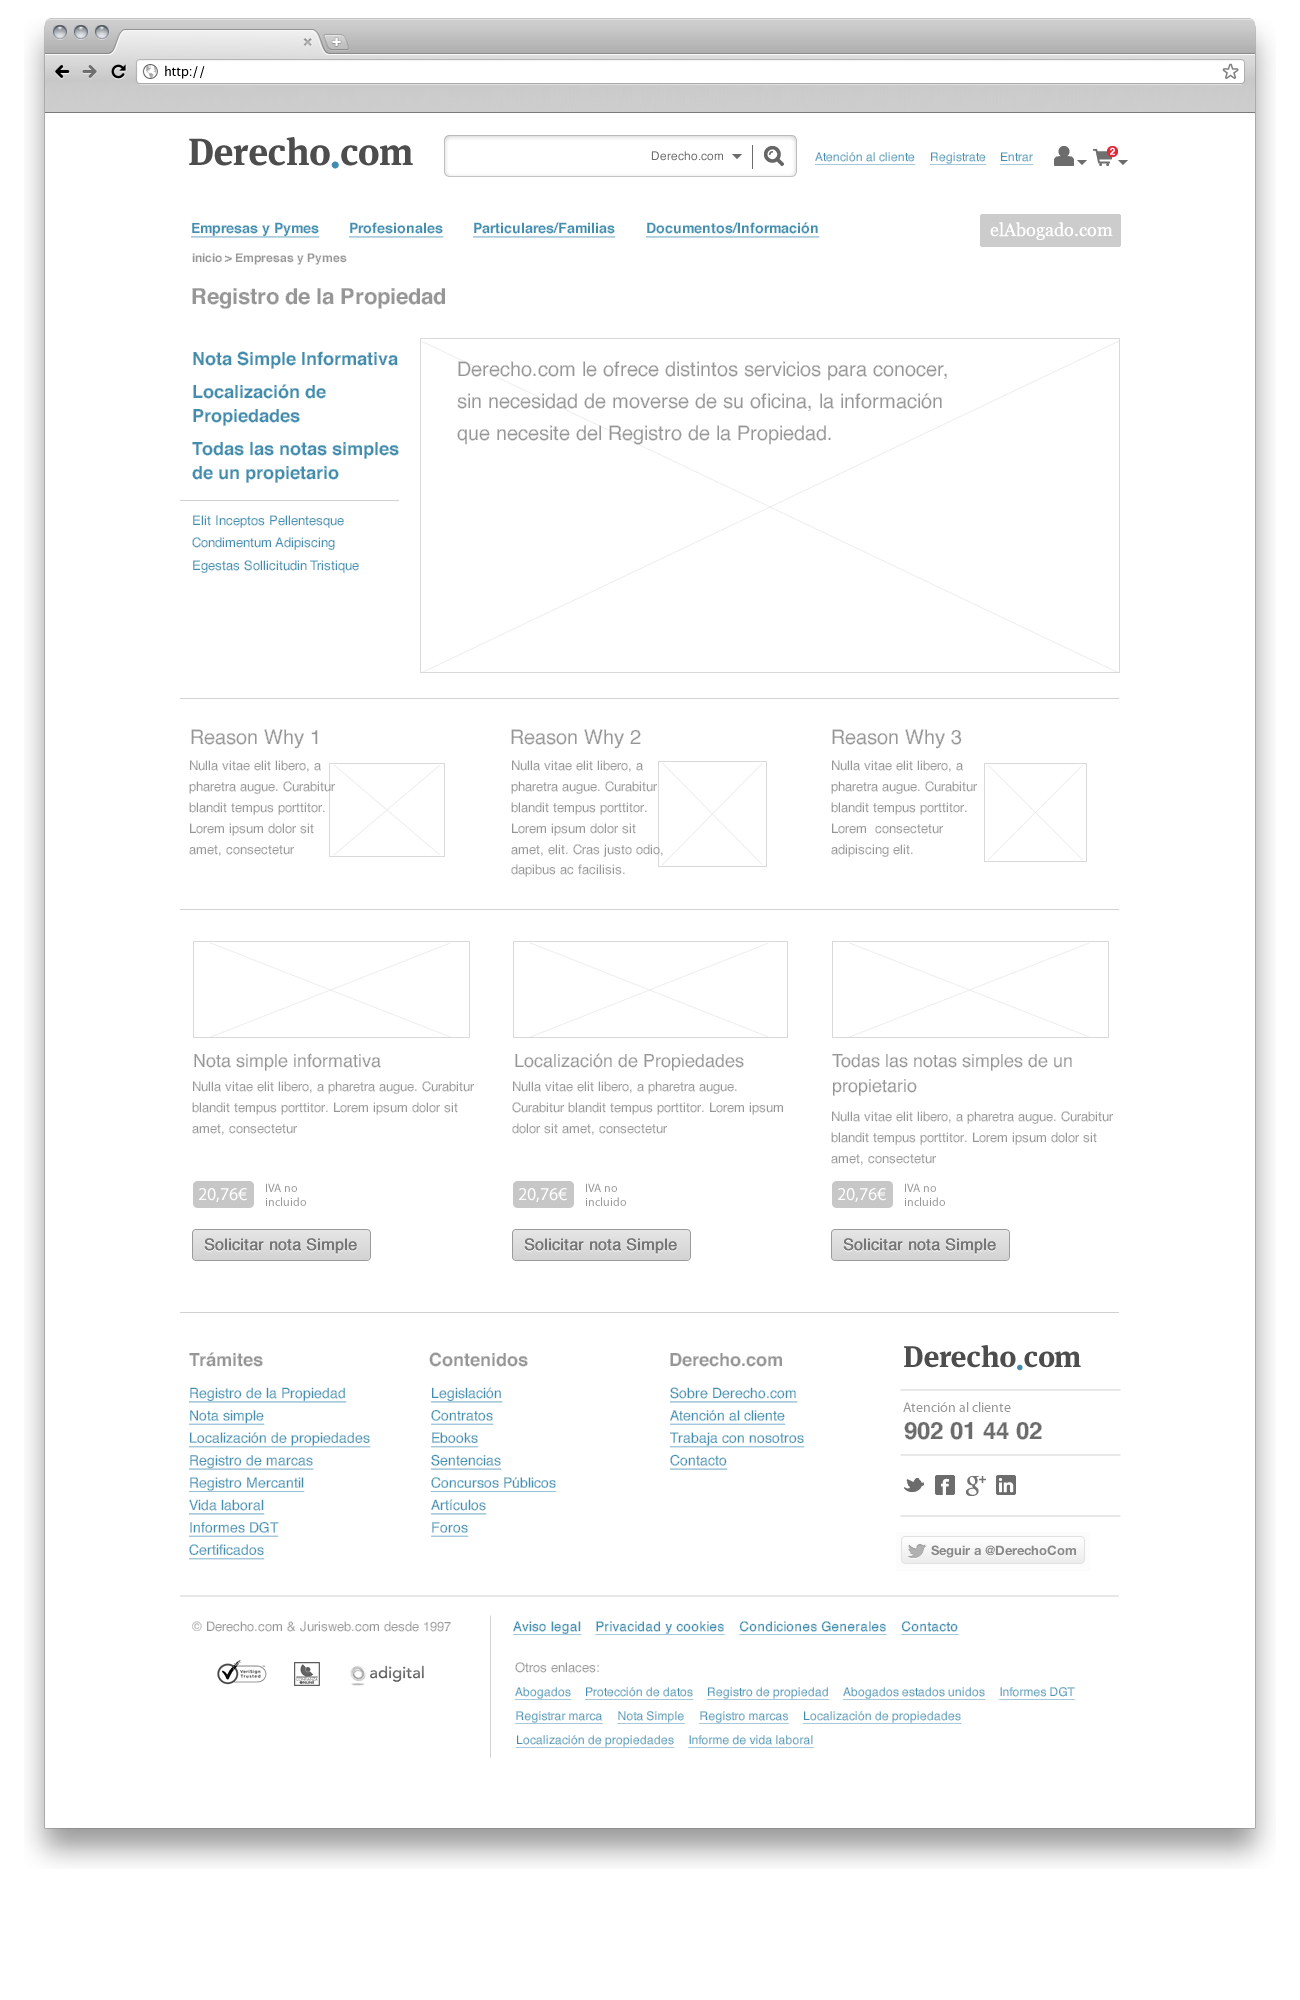 http://
Derecho.com
Derecho.com
Atención al cliente
Registrate
Entrar
2
Empresas y Pymes
Profesionales
Particulares/Familias
Documentos/Información
elAbogado.com
inicio > Empresas y Pymes
Registro de la Propiedad
Nota Simple Informativa
Localización de
Propiedades
Todas las notas simples
de un propietario
Elit Inceptos Pellentesque
Condimentum Adipiscing
Egestas Sollicitudin Tristique
Derecho.com le ofrece distintos servicios para conocer,
sin necesidad de moverse de su oficina, la información
que necesite del Registro de la Propiedad.
Reason Why 1
Nulla vitae elit libero, a
pharetra augue. Curabitur
blandit tempus porttitor.
Lorem ipsum dolor sit
amet, consectetur
Reason Why 2
Nulla vitae elit libero, a
pharetra augue. Curabitur
blandit tempus porttitor.
Lorem ipsum dolor sit
amet, elit. Cras justo odio,
dapibus ac facilisis.
Reason Why 3
Nulla vitae elit libero, a
pharetra augue. Curabitur
blandit tempus porttitor.
Lorem  consectetur
adipiscing elit.
Nota simple informativa
Nulla vitae elit libero, a pharetra augue. Curabitur
blandit tempus porttitor. Lorem ipsum dolor sit
amet, consectetur
20,76€
IVA no
incluido
Solicitar nota Simple
Localización de Propiedades
Nulla vitae elit libero, a pharetra augue.
Curabitur blandit tempus porttitor. Lorem ipsum
dolor sit amet, consectetur
20,76€
IVA no
incluido
Solicitar nota Simple
Todas las notas simples de un
propietario
Nulla vitae elit libero, a pharetra augue. Curabitur
blandit tempus porttitor. Lorem ipsum dolor sit
amet, consectetur
20,76€
IVA no
incluido
Solicitar nota Simple
Trámites
Registro de la Propiedad
Nota simple
Localización de propiedades
Registro de marcas
Registro Mercantil
Vida laboral
Informes DGT
Certificados
Contenidos
Legislación
Contratos
Ebooks
Sentencias
Concursos Públicos
Artículos
Foros
Derecho.com
Sobre Derecho.com
Atención al cliente
Trabaja con nosotros
Contacto
Derecho.com
Atención al cliente
902 01 44 02
Seguir a @DerechoCom
© Derecho.com & Jurisweb.com desde 1997
VeriSign
Trusted
adigital
Aviso legal
Privacidad y cookies
Condiciones Generales
Contacto
Otros enlaces:
Abogados
Protección de datos
Registro de propiedad
Abogados estados unidos
Informes DGT
Registrar marca
Nota Simple
Registro marcas
Localización de propiedades
Localización de propiedades
Informe de vida laboral